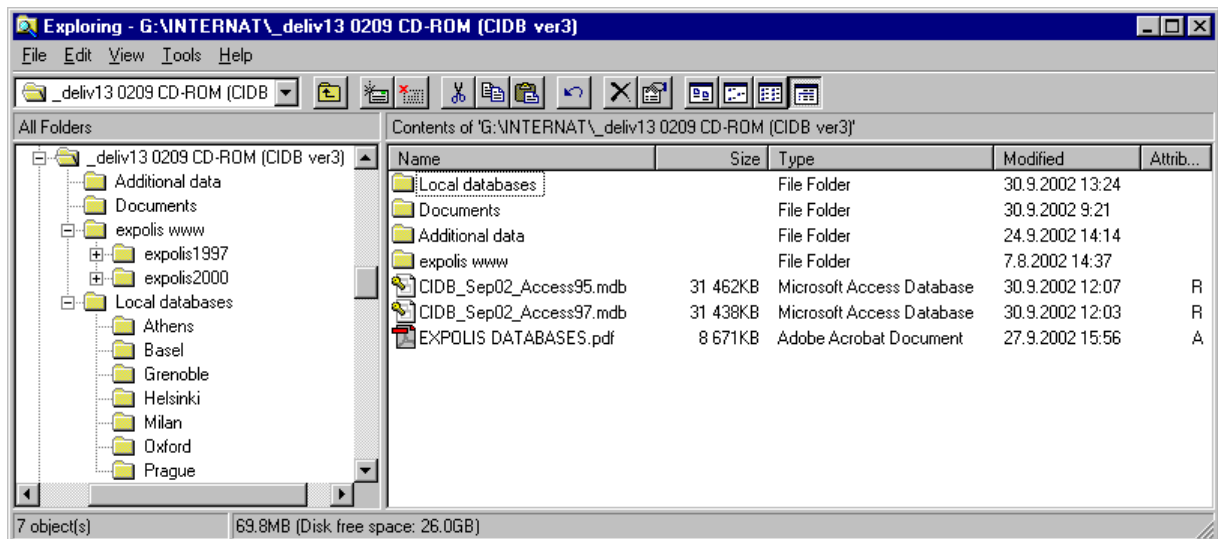 Exploring - G:\INTERNAT\_deliv13 0209 CD-ROM (CIDB ver3)
File Edit View Tools Help
_deliv13 0209 CD-ROM (CIDB
All Folders
Contents of 'G:\INTERNAT\_deliv13 0209 CD-ROM (CIDB ver3)'
_deliv13 0209 CD-ROM (CIDB ver3)
Additional data
Documents
expolis www
expolis1997
expolis2000
Local databases
Athens
Basel
Grenoble
Helsinki
Milan
Oxford
Prague
Name Size Type Modified Attrib...
Local databases File Folder 30.9.2002 13:24
Documents File Folder 30.9.2002 9:21
Additional data File Folder 24.9.2002 14:14
expolis www File Folder 7.8.2002 14:37
CIDB_Sep02_Access95.mdb 31 462KB Microsoft Access Database 30.9.2002 12:07 R
CIDB_Sep02_Access97.mdb 31 438KB Microsoft Access Database 30.9.2002 12:03 R
EXPOLIS DATABASES.pdf 8 671KB Adobe Acrobat Document 27.9.2002 15:56 A
7 object(s) 69.8MB (Disk free space: 26.0GB)